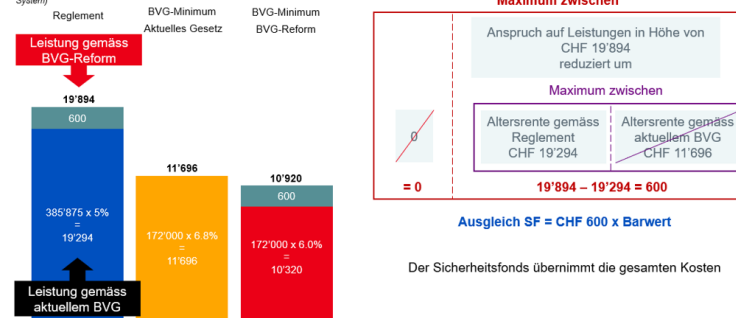 System)
Reglement
BVG-Minimum
Aktuelles Gesetz
BVG-Minimum
BVG-Reform
Leistung gemäss
BVG-Reform
19'894
600
385'875 x 5%
=
19'294
Leistung gemäss
aktuellem BVG
11'696
172'000 x 6.8%
=
11'696
10'920
600
172'000 x 6.0%
=
10'320
Maximum zwischen
Anspruch auf Leistungen in Höhe von
CHF 19'894
reduziert um
Maximum zwischen
0
Altersrente gemäss
Reglement
CHF 19'294
Altersrente gemäss
aktuellem BVG
CHF 11'696
= 0
19'894 – 19'294 = 600
Ausgleich SF = CHF 600 x Barwert
Der Sicherheitsfonds übernimmt die gesamten Kosten